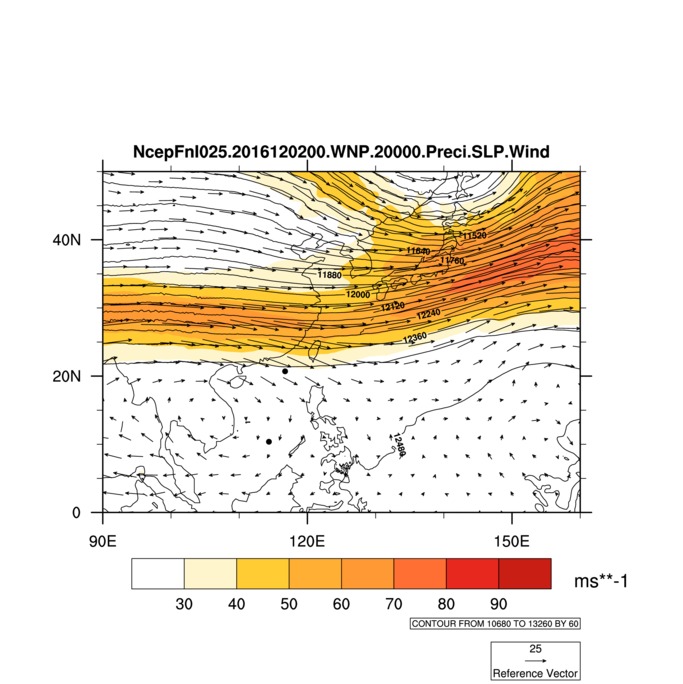 NcepFnl025.2016120200.WNP.20000.Preci.SLP.Wind
40N
20N
0
11520
11640
11760
11880
12000
12120
12240
12360
12480
90E 120E 150E
30 40 50 60 70 80 90
ms**-1
CONTOUR FROM 10680 TO 13260 BY 60
25
Reference Vector